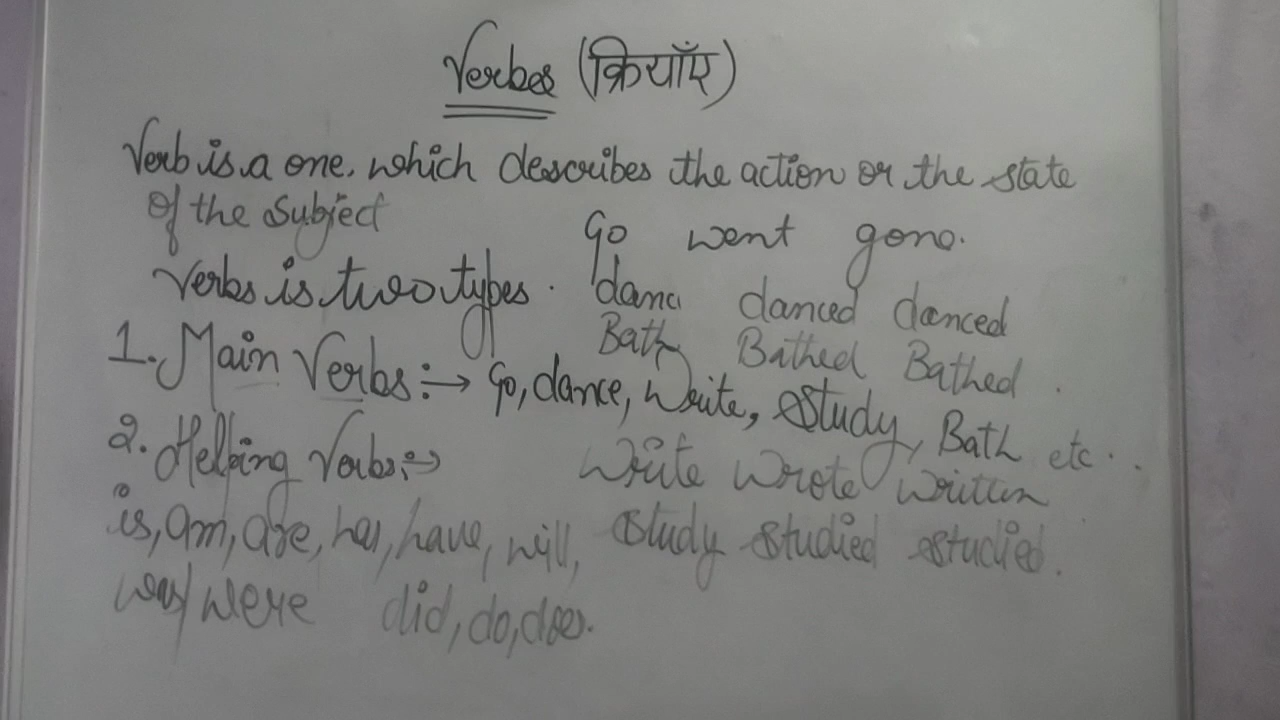 Verbs (क्रियाएँ)
Verb is a one. which describes the action or the state
of the Subject
Go went gone.
Verbs is two types.
danc danced danced
Bath Bathed Bathed.
1. Main Verbs:→ Go, dance, Write, Study, Bath etc.
2. Helping Verbs:→
Write Wrote Written
is, am, are, has, have, will,
Study Studied Studied.
was/were did, do, does.